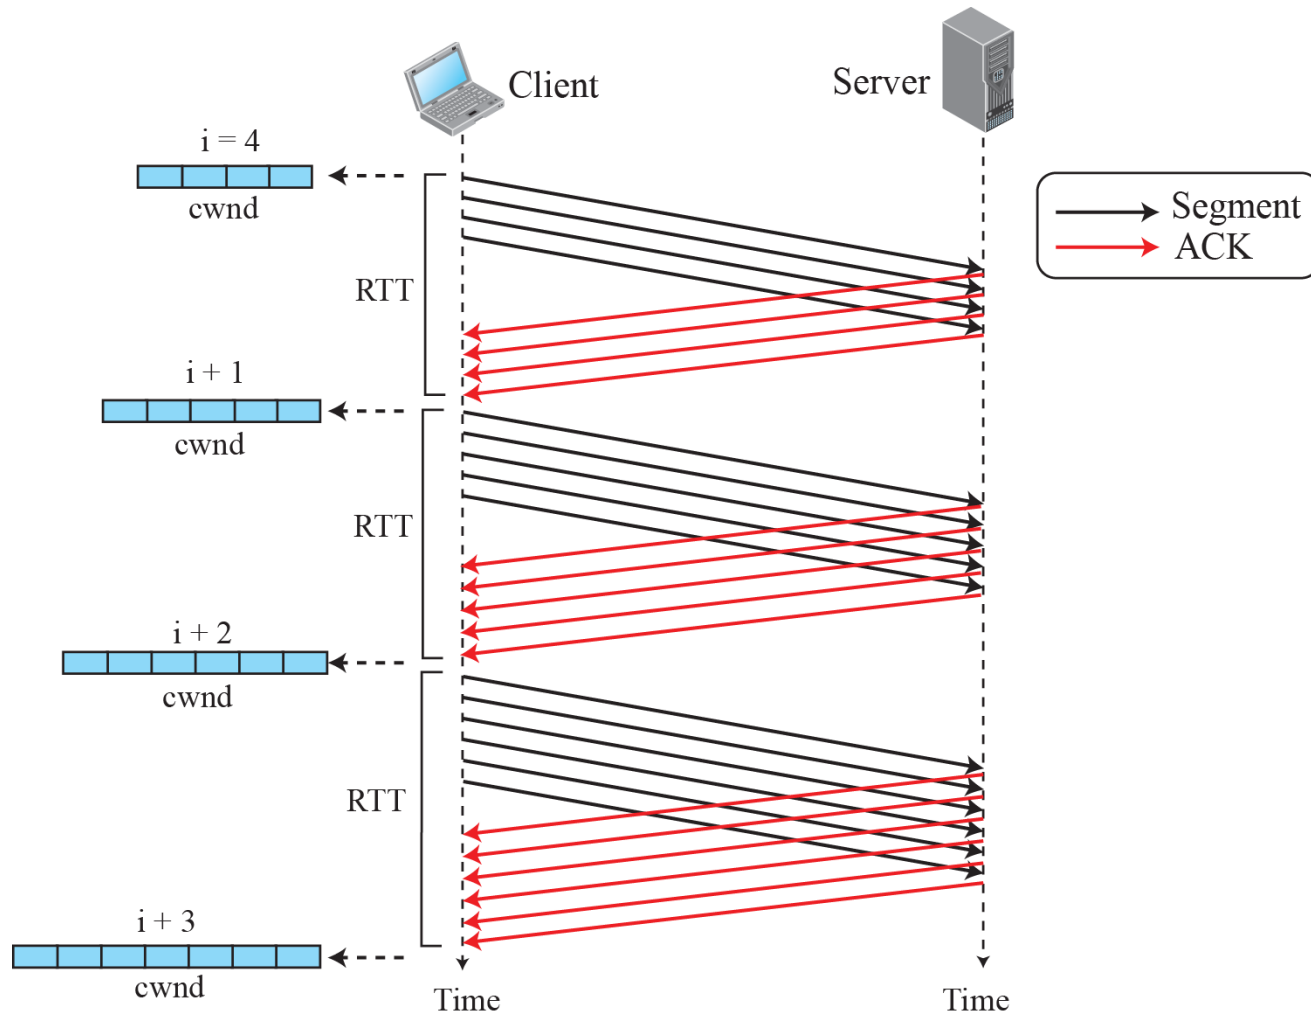 Client
Server
i = 4
cwnd
Segment
ACK
RTT
i + 1
cwnd
RTT
i + 2
cwnd
RTT
i + 3
cwnd
Time
Time